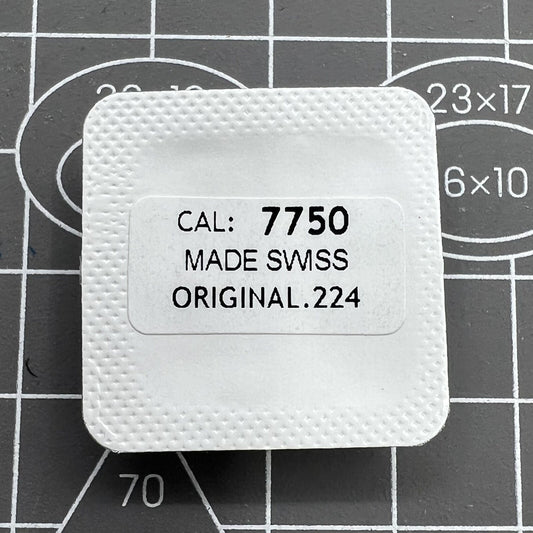 23×17
6×10
CAL: 7750
MADE SWISS
ORIGINAL.224
70